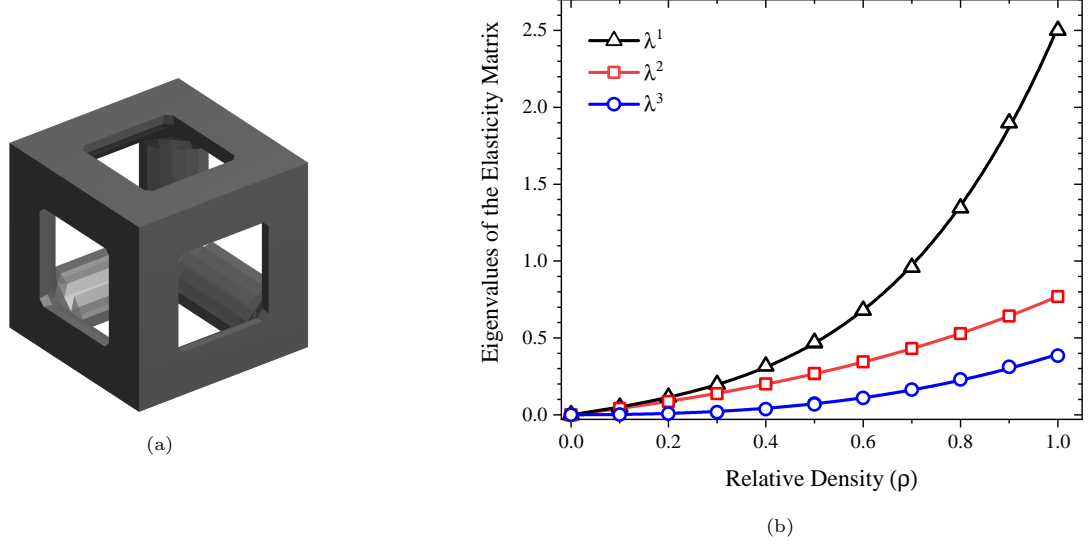 (a)
Eigenvalues of the Elasticity Matrix
λ¹
λ²
λ³
2.5
2.0
1.5
1.0
0.5
0.0
0.0 0.2 0.4 0.6 0.8 1.0
Relative Density (ρ)
(b)